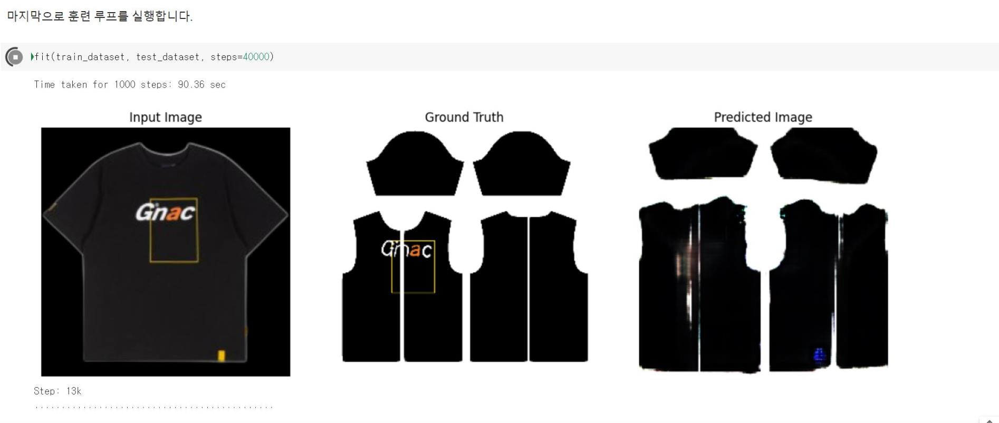 마지막으로 훈련 루프를 실행합니다.
fit(train_dataset, test_dataset, steps=40000)
Time taken for 1000 steps: 90.36 sec
Input Image
Ground Truth
Predicted Image
Gnac
Gnac
Step: 13k
..............................................